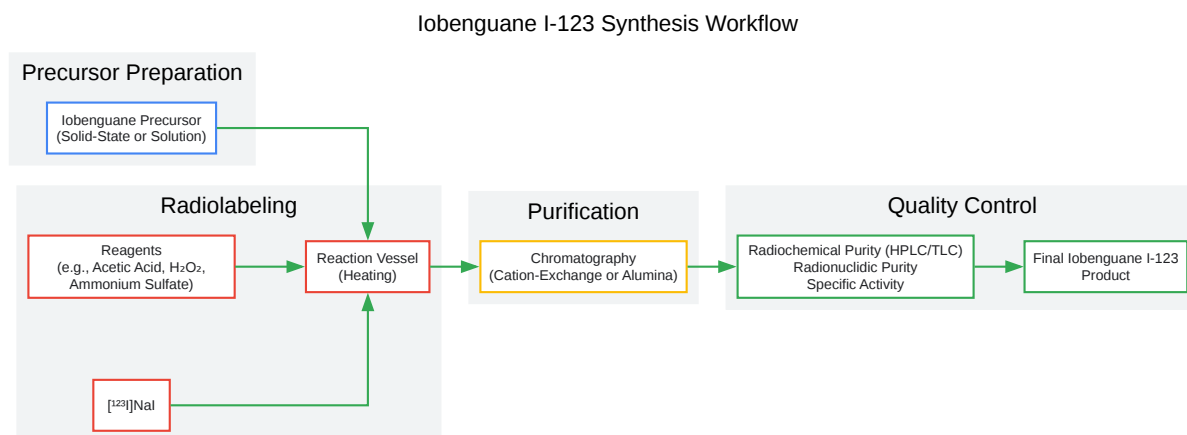 Iobenguane I-123 Synthesis Workflow
Precursor Preparation
Iobenguane Precursor
(Solid-State or Solution)
Radiolabeling
Reagents
(e.g., Acetic Acid, H₂O₂,
Ammonium Sulfate)
Reaction Vessel
(Heating)
[¹²³I]NaI
Purification
Chromatography
(Cation-Exchange or Alumina)
Quality Control
Radiochemical Purity (HPLC/TLC)
Radionuclidic Purity
Specific Activity
Final Iobenguane I-123
Product